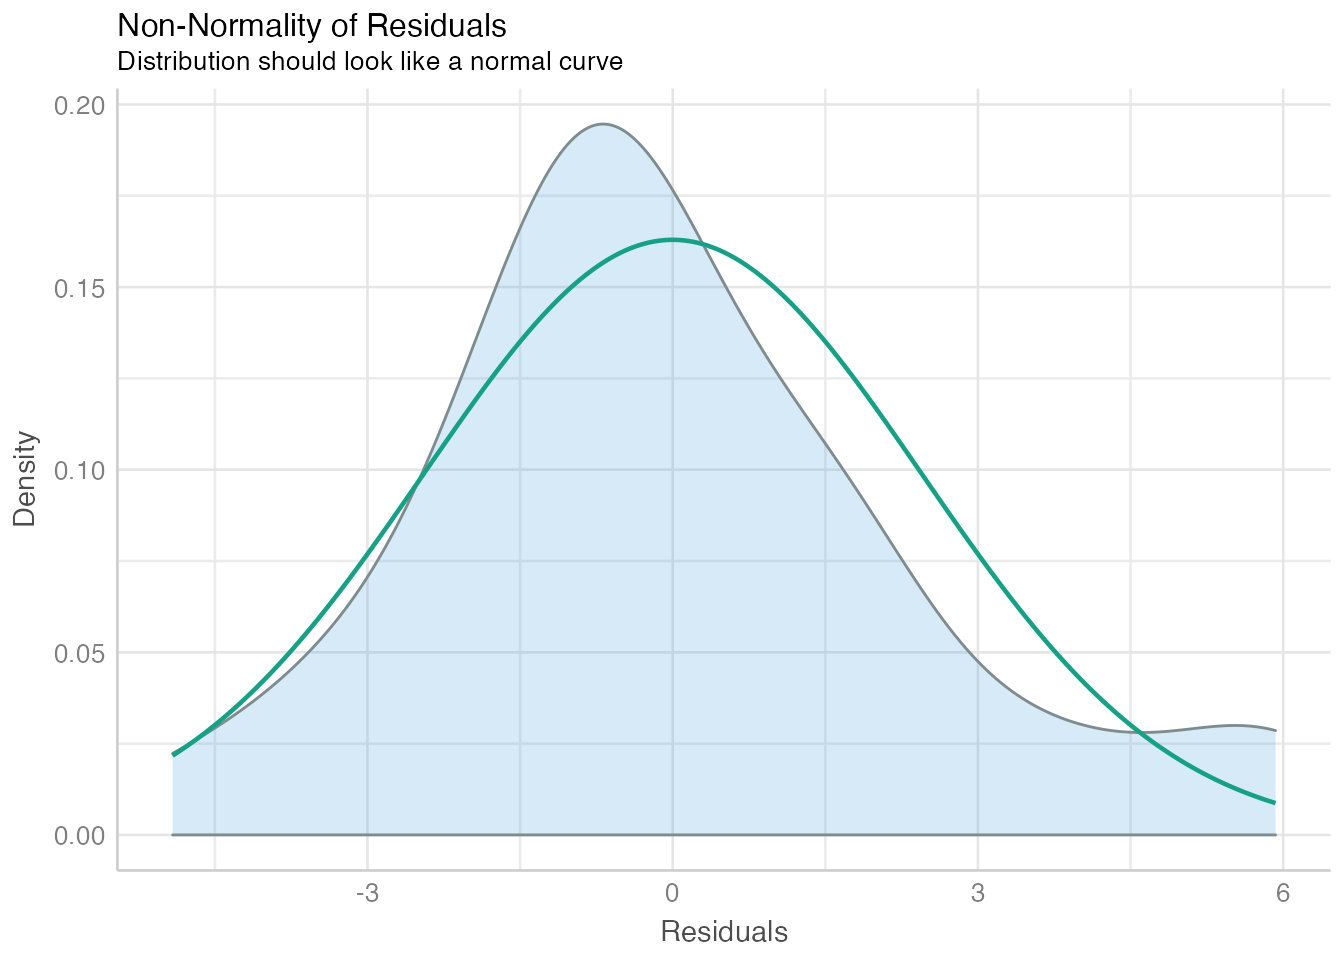 Non-Normality of Residuals
Distribution should look like a normal curve
0.20
0.15
0.10
0.05
0.00
Density
-3 0 3 6
Residuals